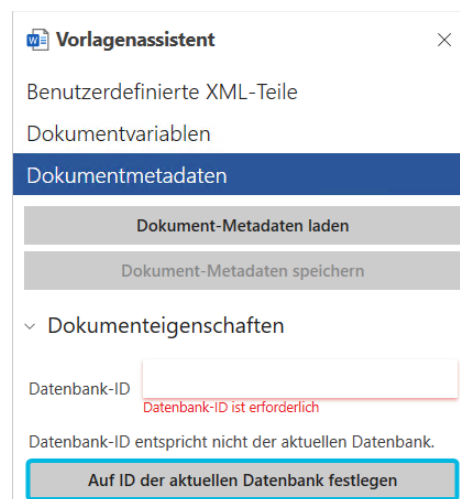 Vorlagenassistent
Benutzerdefinierte XML-Teile
Dokumentvariablen
Dokumentmetadaten
Dokument-Metadaten laden
Dokument-Metadaten speichern
Dokumenteigenschaften
Datenbank-ID
Datenbank-ID ist erforderlich
Datenbank-ID entspricht nicht der aktuellen Datenbank.
Auf ID der aktuellen Datenbank festlegen